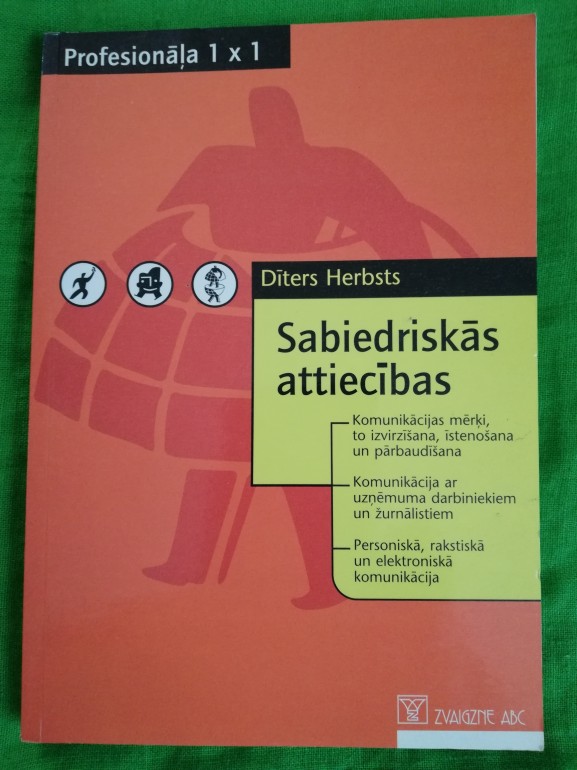 Profesionāļa 1 x 1
Dīters Herbsts
Sabiedriskās
attiecības
Komunikācijas mērķi,
to izvirzīšana, īstenošana
un pārbaudīšana
Komunikācija ar
uzņēmuma darbiniekiem
un žurnālistiem
Personiskā, rakstiskā
un elektroniskā
komunikācija
ZVAIGZNE ABC